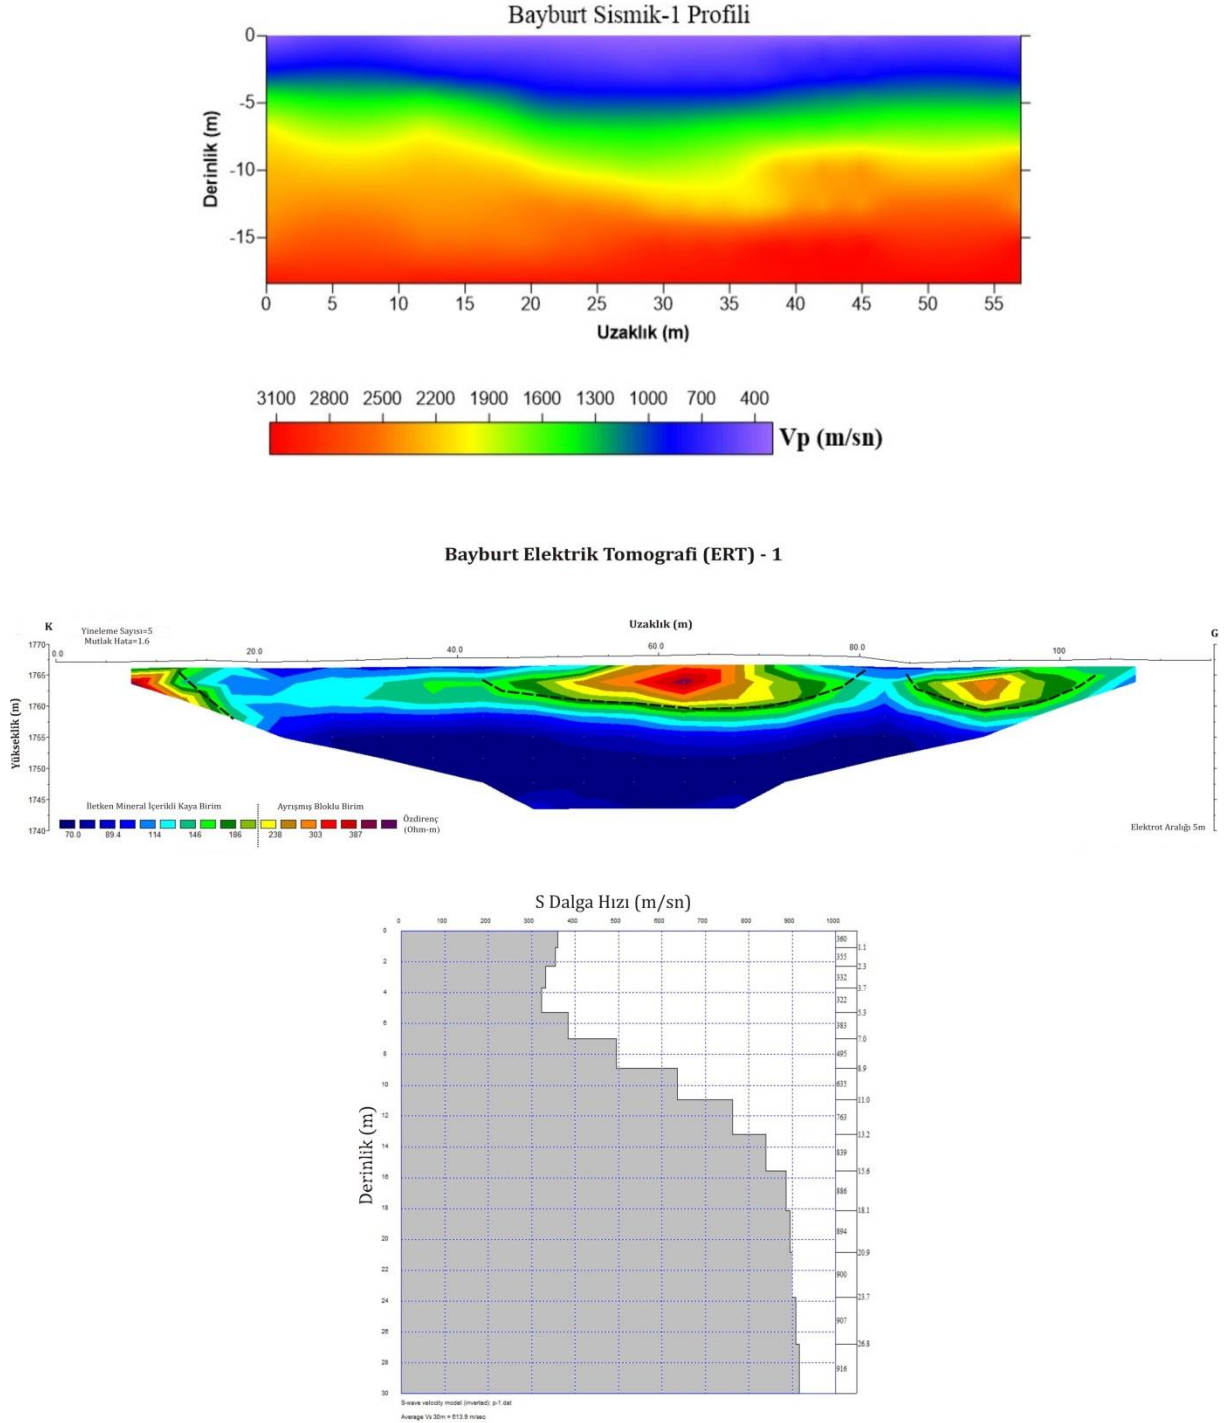 Bayburt Sismik-1 Profili
0
-5
-10
-15
Derinlik (m)
0 5 10 15 20 25 30 35 40 45 50 55
Uzaklık (m)
3100 2800 2500 2200 1900 1600 1300 1000 700 400
Vp (m/sn)
Bayburt Elektrik Tomografi (ERT) - 1
K
Uzaklık (m)
G
Yineleme Sayısı=5
Mutlak Hata=1.6
0.0 20.0 40.0 60.0 80.0 100
1770
1765
1760
1755
1750
1745
1740
Yükseklik (m)
İletken Mineral İçerikli Kaya Birim
Ayrışmış Bloklu Birim
70.0 89.4 114 146 186 238 303 387
Özdirenç
(Ohm-m)
Elektrot Aralığı 5m
S Dalga Hızı (m/sn)
0 100 200 300 400 500 600 700 800 900 1000
0
2
4
6
8
10
12
14
16
18
20
22
24
26
28
30
Derinlik (m)
360
1.1
355
2.3
332
3.7
322
5.3
383
7.0
495
8.9
635
11.0
763
13.2
839
15.6
886
18.1
894
20.9
900
23.7
907
26.8
916
S-wave velocity model (inverted): p-1.dat
Average Vs 30m = 613.9 m/sec